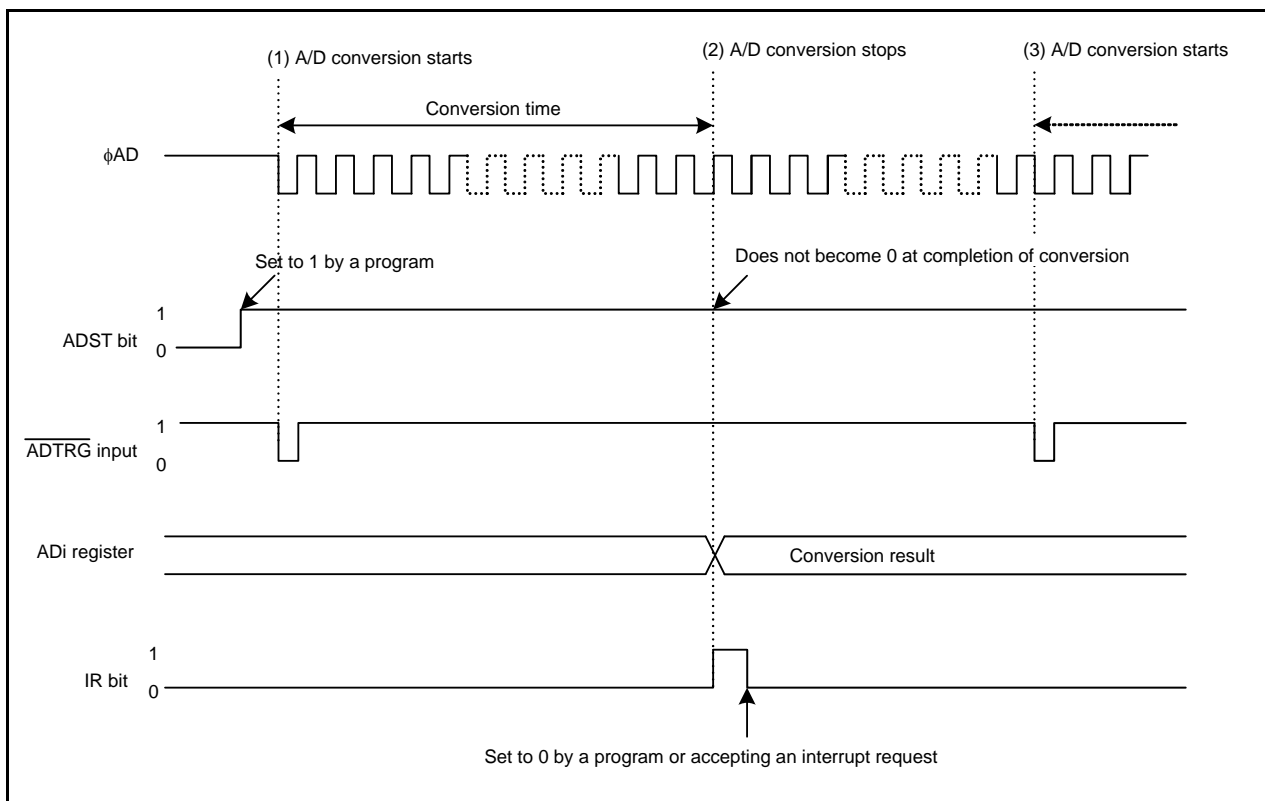 (1) A/D conversion starts
(2) A/D conversion stops
(3) A/D conversion starts
Conversion time
ϕAD
Set to 1 by a program
Does not become 0 at completion of conversion
1
ADST bit
0
1
ADTRG input
0
ADi register
Conversion result
1
IR bit
0
Set to 0 by a program or accepting an interrupt request